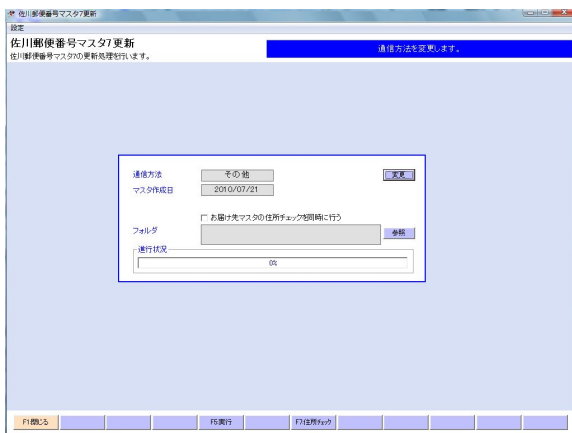 佐川郵便番号マスタ7更新
設定
佐川郵便番号マスタ7更新
佐川郵便番号マスタ7の更新処理を行います。
通信方法を変更します。
通信方法 その他 変更
マスタ作成日 2010/07/21
お届け先マスタの住所チェックを同時に行う
フォルダ 参照
進行状況
0%
F1閉じる F5実行 F7住所チェック